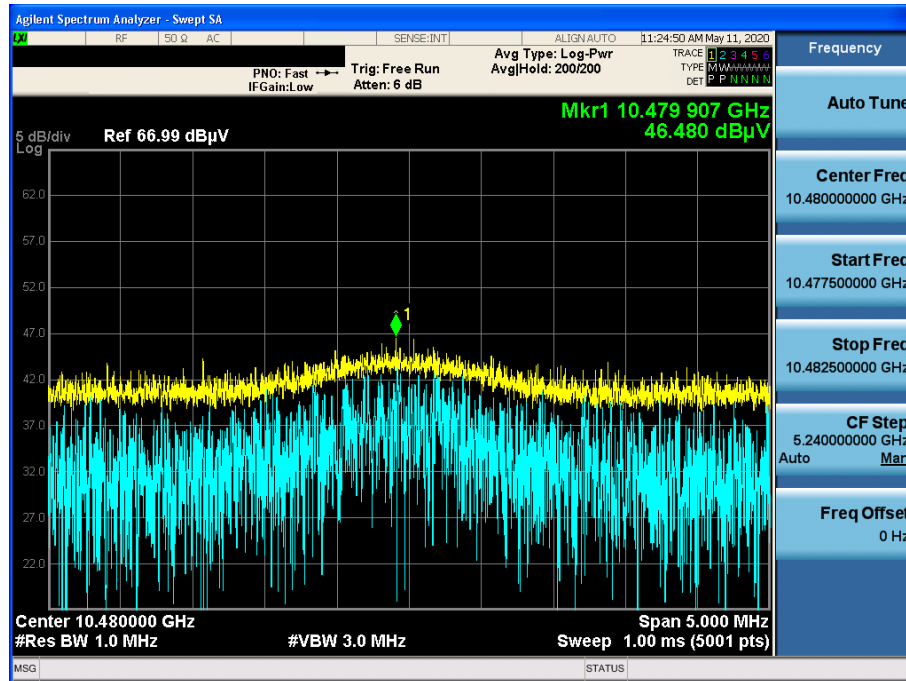 Agilent Spectrum Analyzer - Swept SA
LXI RF 50 Ω AC SENSE:INT ALIGN AUTO 11:24:50 AM May 11, 2020
PNO: Fast Trig: Free Run Avg Type: Log-Pwr TRACE 1 2 3 4 5 6
IFGain:Low Atten: 6 dB Avg|Hold: 200/200 TYPE M W W W W W
DET P P N N N N
Mkr1 10.479 907 GHz
46.480 dBµV
5 dB/div Ref 66.99 dBµV
Log
62.0
57.0
52.0
47.0
42.0
37.0
32.0
27.0
22.0
1
Center 10.480000 GHz Span 5.000 MHz
#Res BW 1.0 MHz #VBW 3.0 MHz Sweep 1.00 ms (5001 pts)
MSG STATUS
Frequency
Auto Tune
Center Freq
10.480000000 GHz
Start Freq
10.477500000 GHz
Stop Freq
10.482500000 GHz
CF Step
5.240000000 GHz
Auto Man
Freq Offset
0 Hz